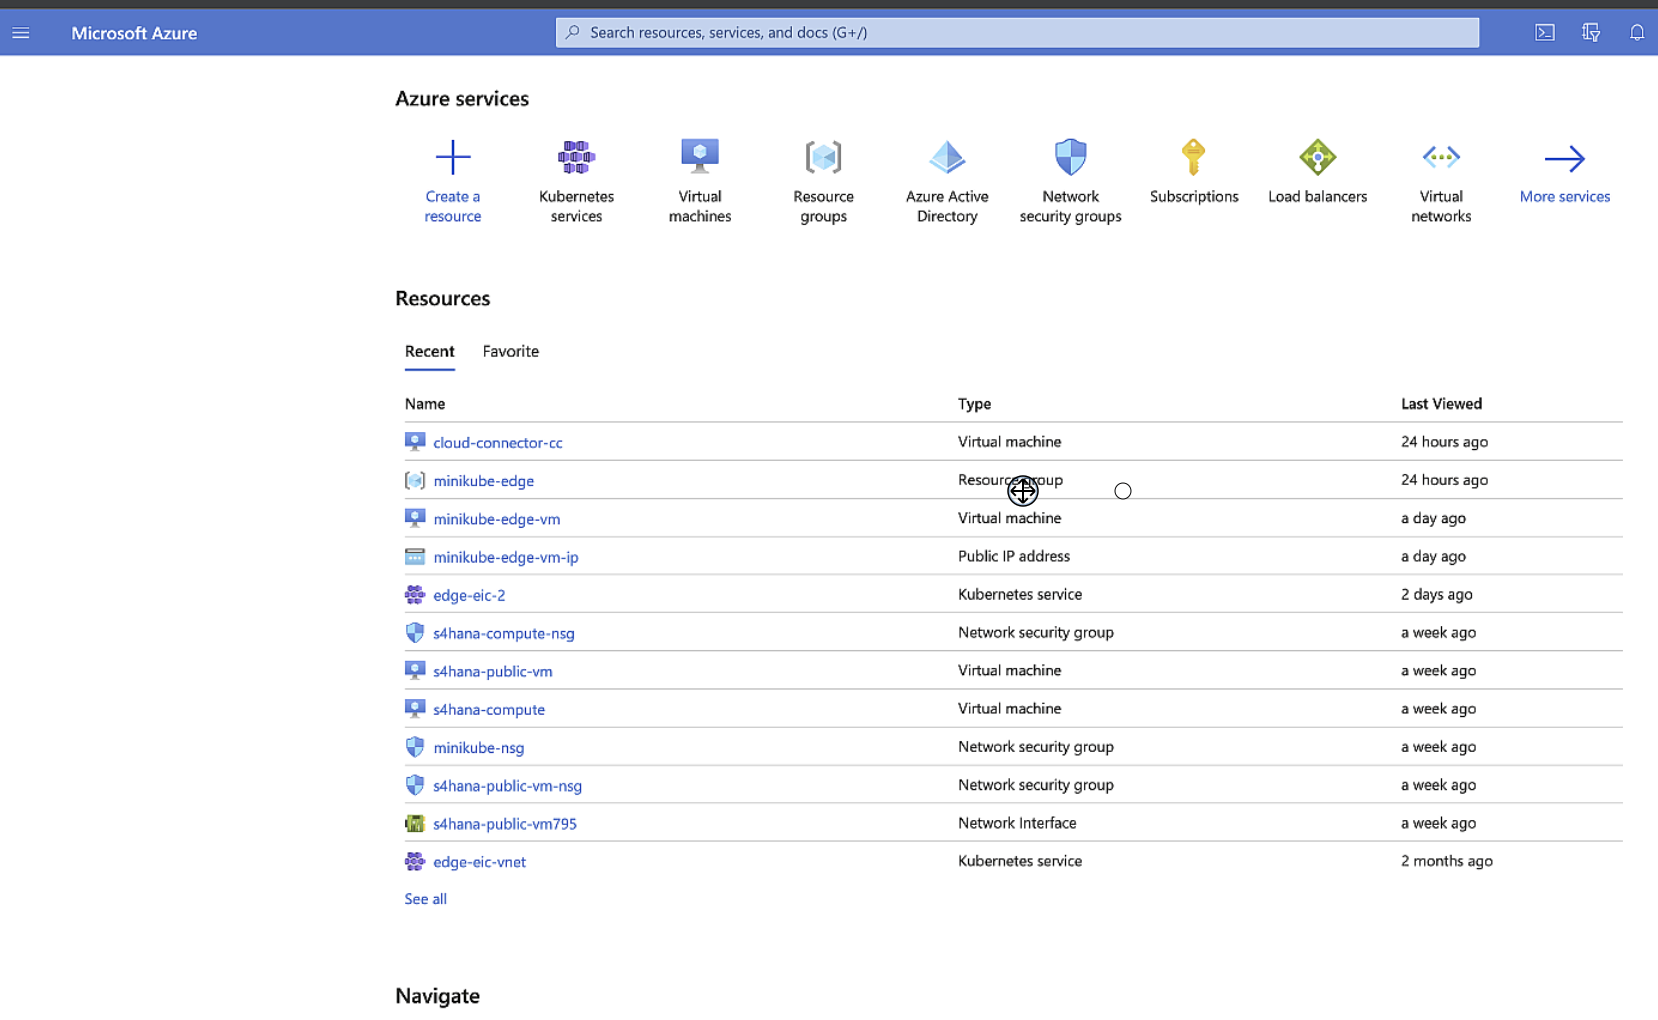 Microsoft Azure
Search resources, services, and docs (G+/)
Azure services
Create a resource
Kubernetes services
Virtual machines
Resource groups
Azure Active Directory
Network security groups
Subscriptions
Load balancers
Virtual networks
More services
Resources
Recent Favorite
Name Type Last Viewed
cloud-connector-cc Virtual machine 24 hours ago
minikube-edge Resource group 24 hours ago
minikube-edge-vm Virtual machine a day ago
minikube-edge-vm-ip Public IP address a day ago
edge-eic-2 Kubernetes service 2 days ago
s4hana-compute-nsg Network security group a week ago
s4hana-public-vm Virtual machine a week ago
s4hana-compute Virtual machine a week ago
minikube-nsg Network security group a week ago
s4hana-public-vm-nsg Network security group a week ago
s4hana-public-vm795 Network Interface a week ago
edge-eic-vnet Kubernetes service 2 months ago
See all
Navigate